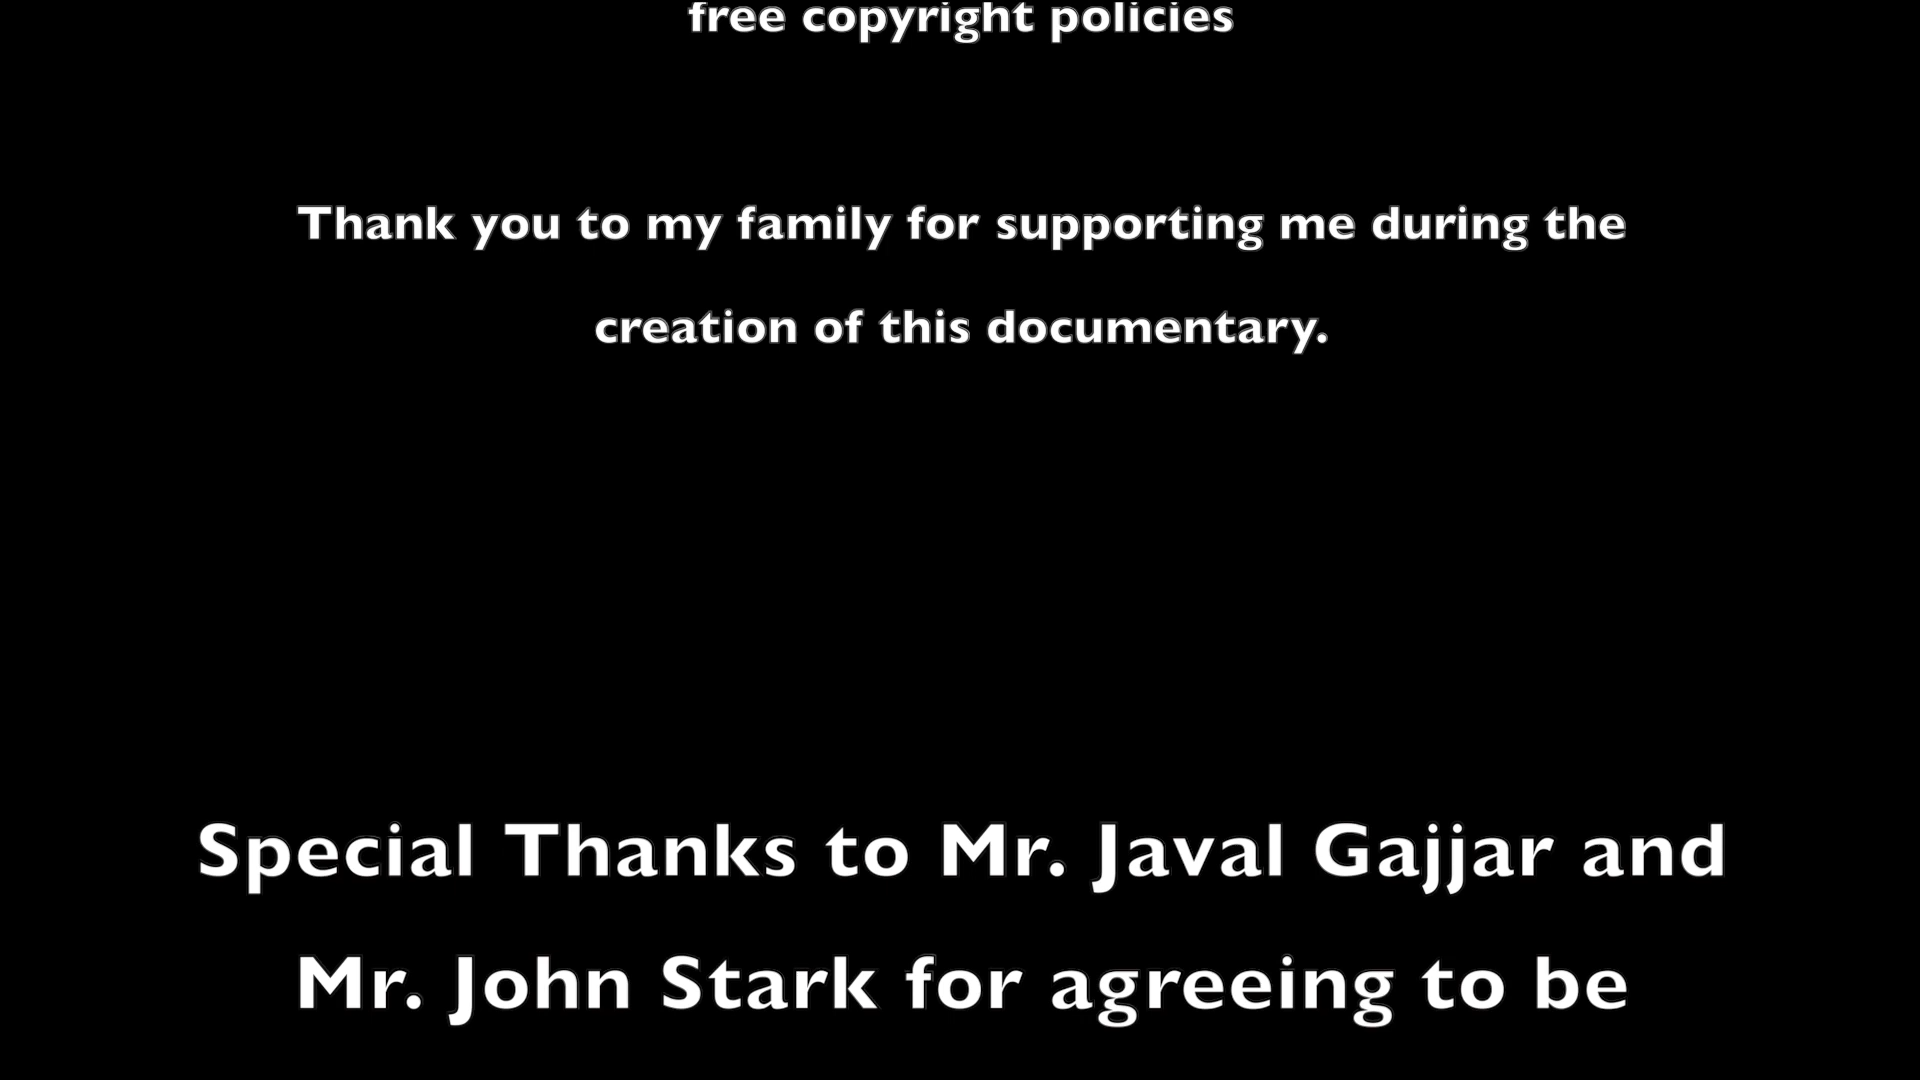 free copyright policies
Thank you to my family for supporting me during the
creation of this documentary.
Special Thanks to Mr. Javal Gajjar and
Mr. John Stark for agreeing to be